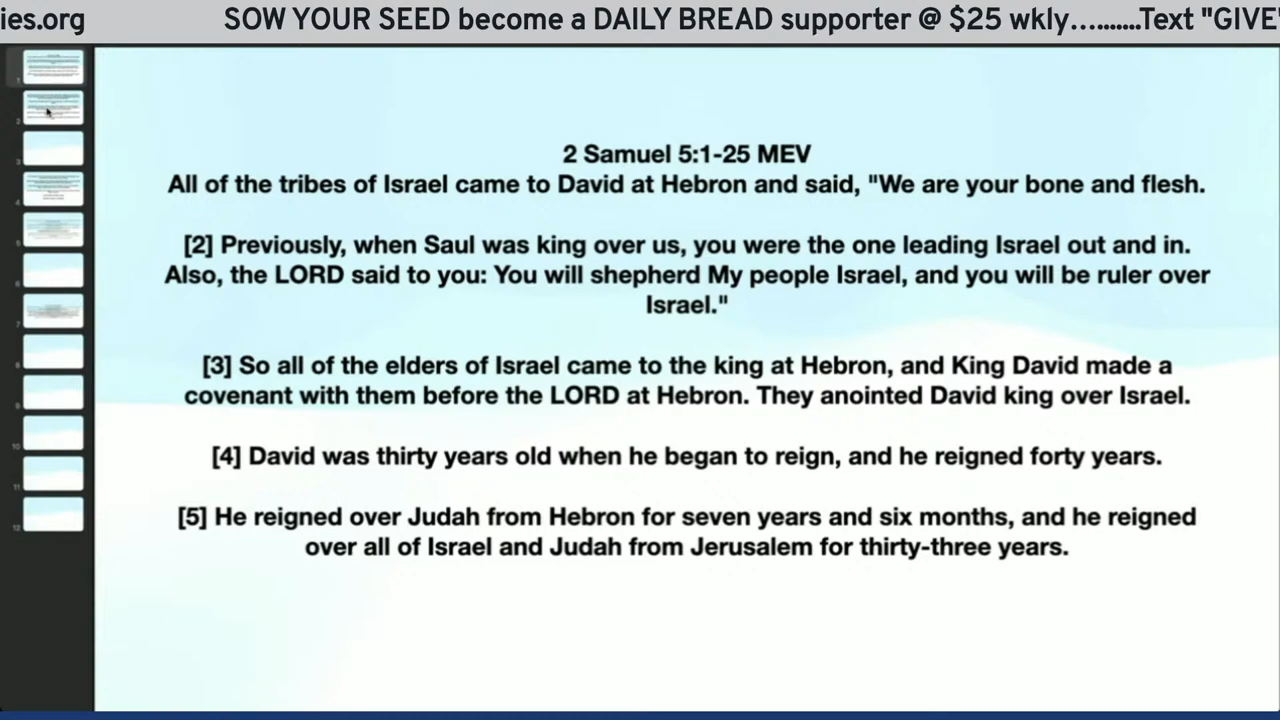 ies.org SOW YOUR SEED become a DAILY BREAD supporter @ $25 wkly…......Text "GIVE"
2 Samuel 5:1-25 MEV
All of the tribes of Israel came to David at Hebron and said, "We are your bone and flesh.
[2] Previously, when Saul was king over us, you were the one leading Israel out and in.
Also, the LORD said to you: You will shepherd My people Israel, and you will be ruler over
Israel."
[3] So all of the elders of Israel came to the king at Hebron, and King David made a
covenant with them before the LORD at Hebron. They anointed David king over Israel.
[4] David was thirty years old when he began to reign, and he reigned forty years.
[5] He reigned over Judah from Hebron for seven years and six months, and he reigned
over all of Israel and Judah from Jerusalem for thirty-three years.